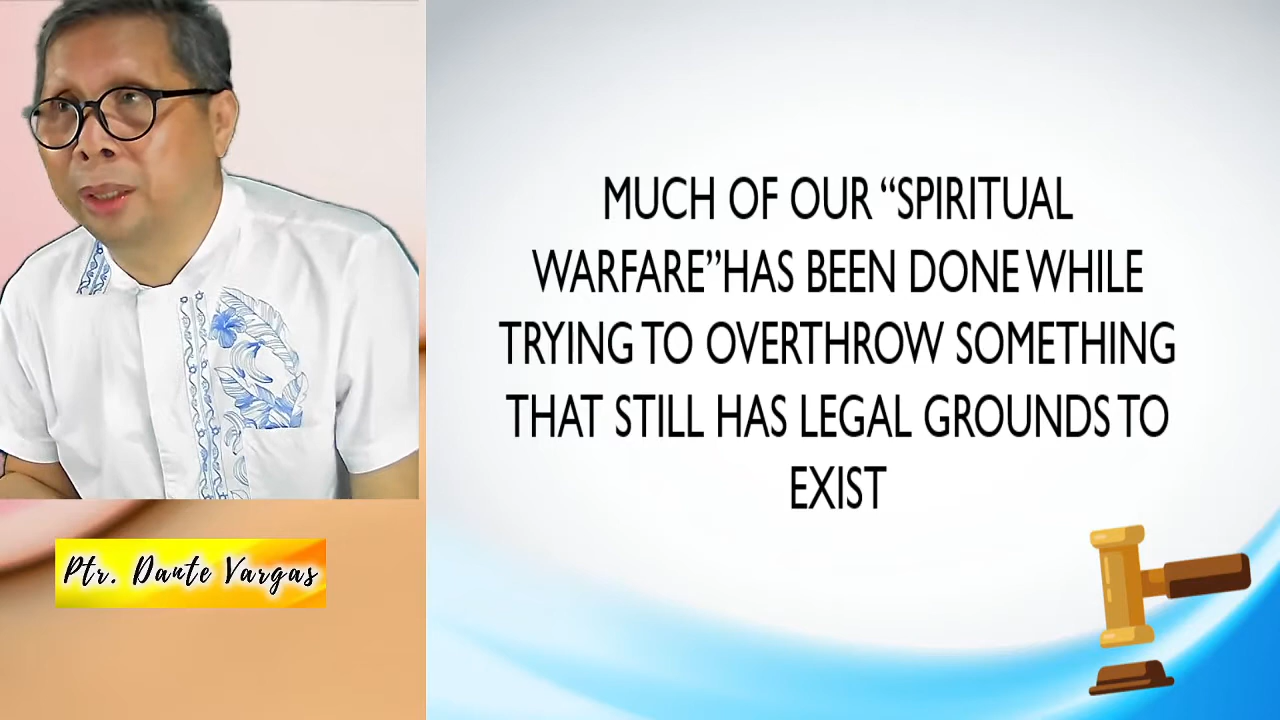 MUCH OF OUR “SPIRITUAL
WARFARE”HAS BEEN DONE WHILE
TRYING TO OVERTHROW SOMETHING
THAT STILL HAS LEGAL GROUNDS TO
EXIST
Ptr. Dante Vargas